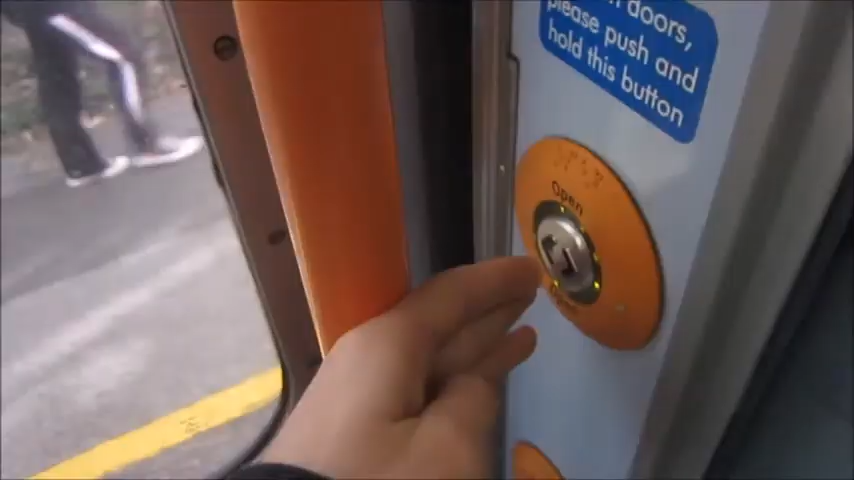 doors,
please push and
hold this button
Open